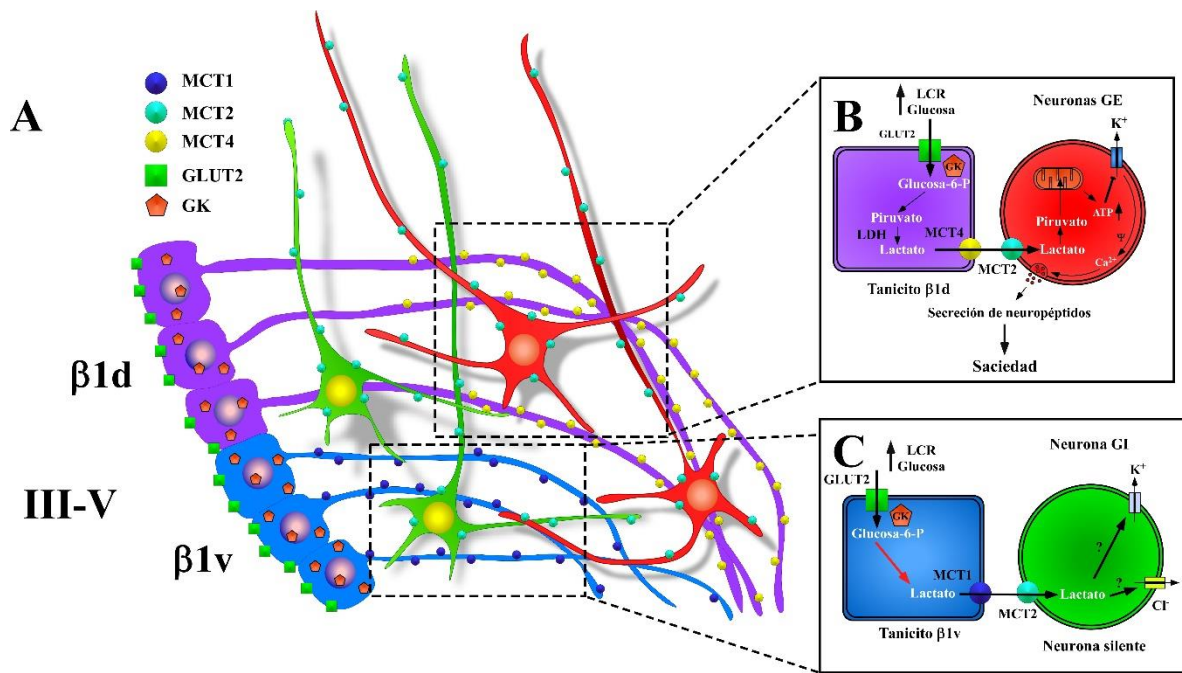 A
MCT1
MCT2
MCT4
GLUT2
GK
β1d
III-V
β1v
B
LCR
Glucosa
GLUT2
GK
Glucosa-6-P
Piruvato
LDH
Lactato
MCT4
MCT2
Tanicito β1d
Neuronas GE
K+
ATP
Piruvato
Lactato
Ψ
Ca2+
Secreción de neuropéptidos
Saciedad
C
LCR
Glucosa
GLUT2
GK
Glucosa-6-P
Lactato
MCT1
MCT2
Tanicito β1v
Neurona GI
K+
?
?
Lactato
Cl-
Neurona silente